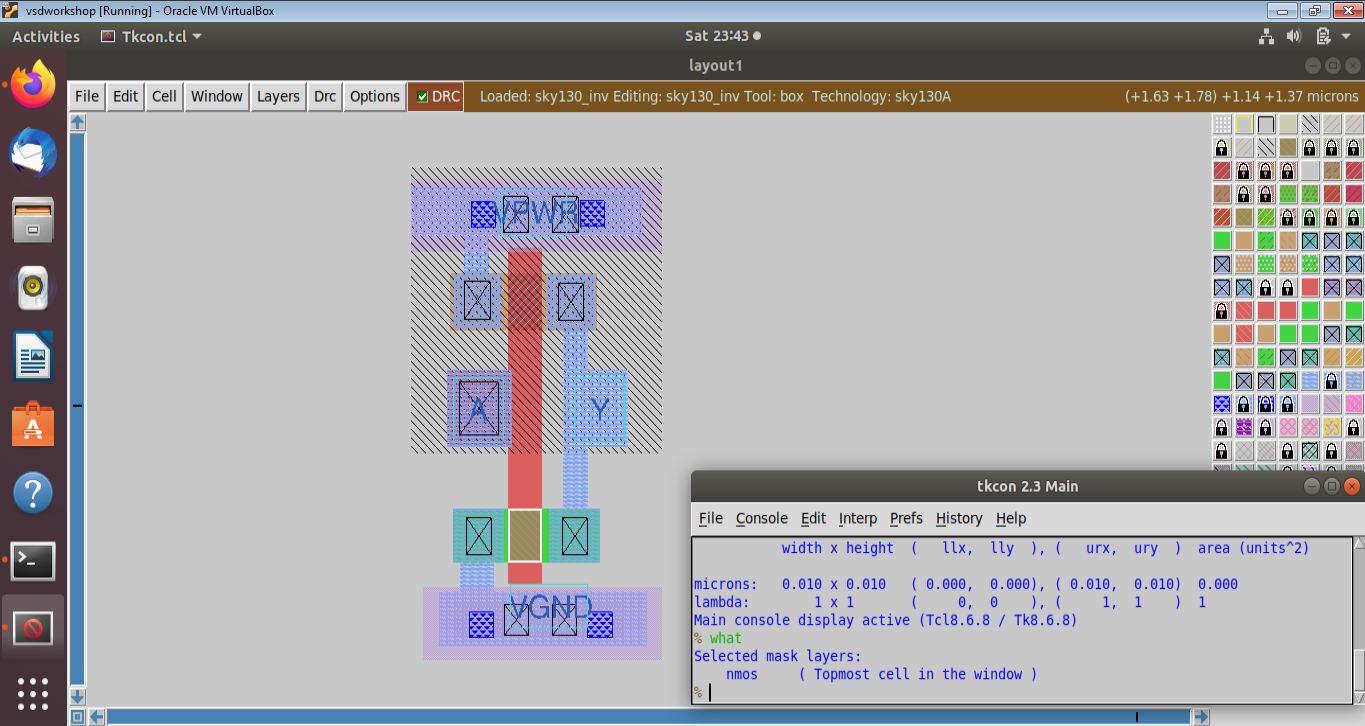 vsdworkshop [Running] - Oracle VM VirtualBox
Activities Tkcon.tcl Sat 23:43
layout1
File Edit Cell Window Layers Drc Options DRC Loaded: sky130_inv Editing: sky130_inv Tool: box Technology: sky130A (+1.63 +1.78) +1.14 +1.37 microns
VPWR
A Y
VGND
tkcon 2.3 Main
File Console Edit Interp Prefs History Help
width x height ( llx, lly ), ( urx, ury ) area (units^2)
microns: 0.010 x 0.010 ( 0.000, 0.000), ( 0.010, 0.010) 0.000
lambda: 1 x 1 ( 0, 0 ), ( 1, 1 ) 1
Main console display active (Tcl8.6.8 / Tk8.6.8)
% what
Selected mask layers:
nmos ( Topmost cell in the window )
%